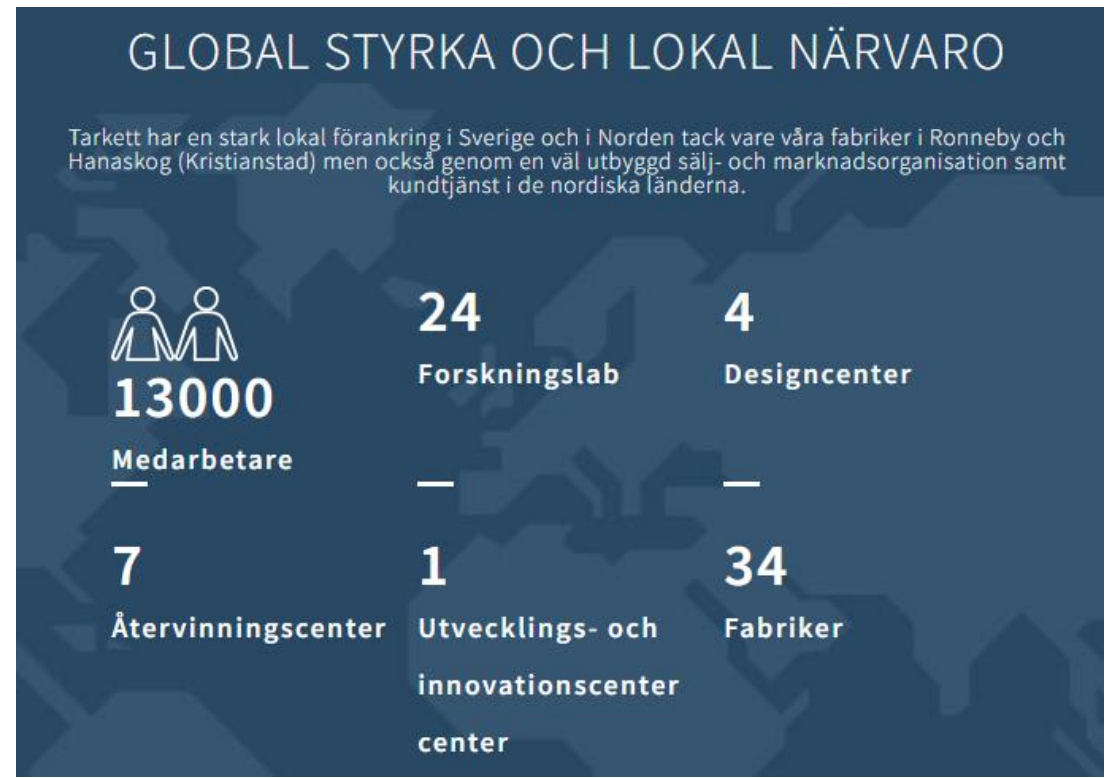 GLOBAL STYRKA OCH LOKAL NÄRVARO
Tarkett har en stark lokal förankring i Sverige och i Norden tack vare våra fabriker i Ronneby och
Hanaskog (Kristianstad) men också genom en väl utbyggd sälj- och marknadsorganisation samt
kundtjänst i de nordiska länderna.
13000
Medarbetare
24
Forskningslab
4
Designcenter
7
Återvinningscenter
1
Utvecklings- och
innovationscenter
center
34
Fabriker